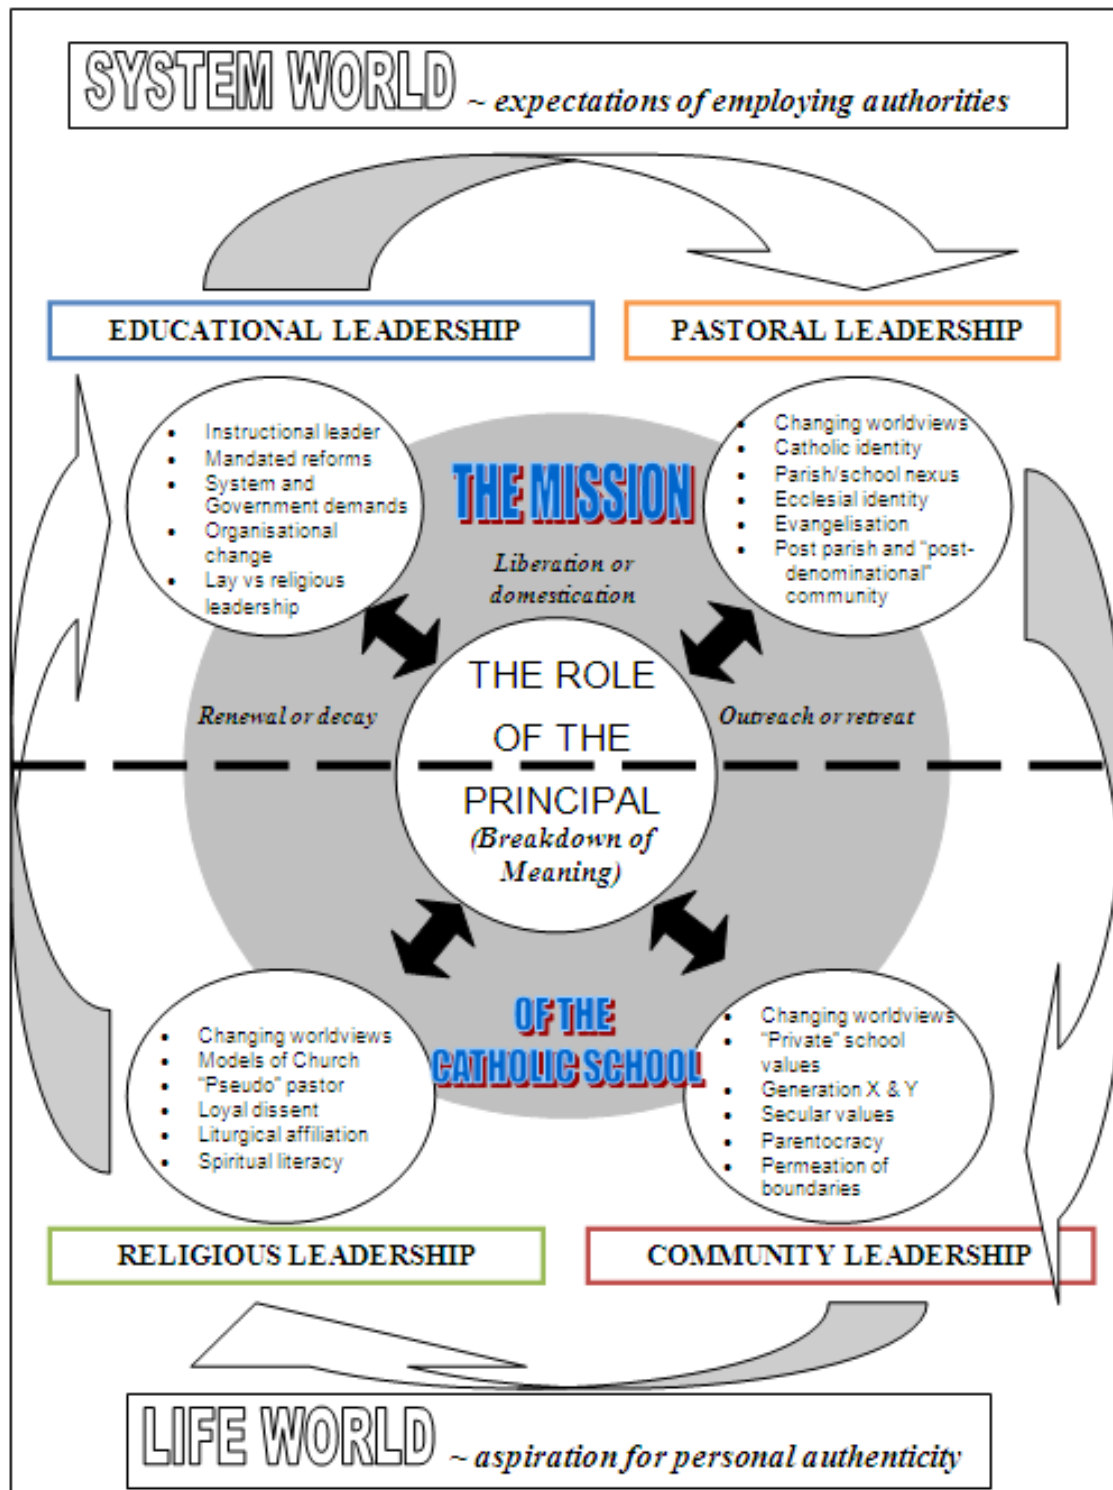 SYSTEM WORLD ~ expectations of employing authorities
EDUCATIONAL LEADERSHIP
PASTORAL LEADERSHIP
• Instructional leader
• Mandated reforms
• System and
Government demands
• Organisational
change
• Lay vs religious
leadership
• Changing worldviews
• Catholic identity
• Parish/school nexus
• Ecclesial identity
• Evangelisation
• Post parish and “post-
denominational”
community
THE MISSION
Liberation or
domestication
Renewal or decay
Outreach or retreat
THE ROLE
OF THE
PRINCIPAL
(Breakdown of
Meaning)
OF THE
CATHOLIC SCHOOL
• Changing worldviews
• Models of Church
• “Pseudo” pastor
• Loyal dissent
• Liturgical affiliation
• Spiritual literacy
• Changing worldviews
• “Private” school
values
• Generation X & Y
• Secular values
• Parentocracy
• Permeation of
boundaries
RELIGIOUS LEADERSHIP
COMMUNITY LEADERSHIP
LIFE WORLD ~ aspiration for personal authenticity